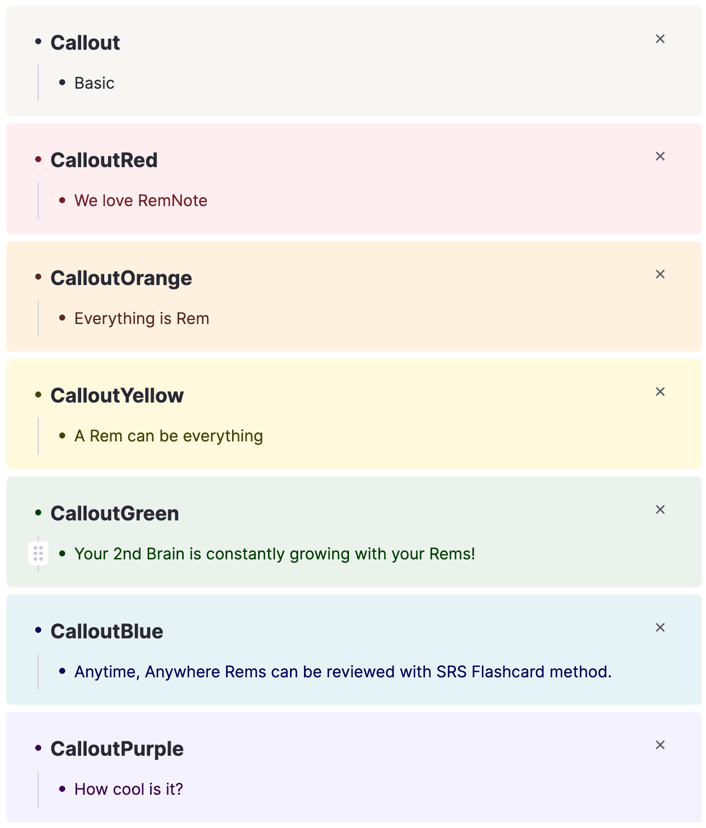 Callout
Basic
CalloutRed
We love RemNote
CalloutOrange
Everything is Rem
CalloutYellow
A Rem can be everything
CalloutGreen
Your 2nd Brain is constantly growing with your Rems!
CalloutBlue
Anytime, Anywhere Rems can be reviewed with SRS Flashcard method.
CalloutPurple
How cool is it?